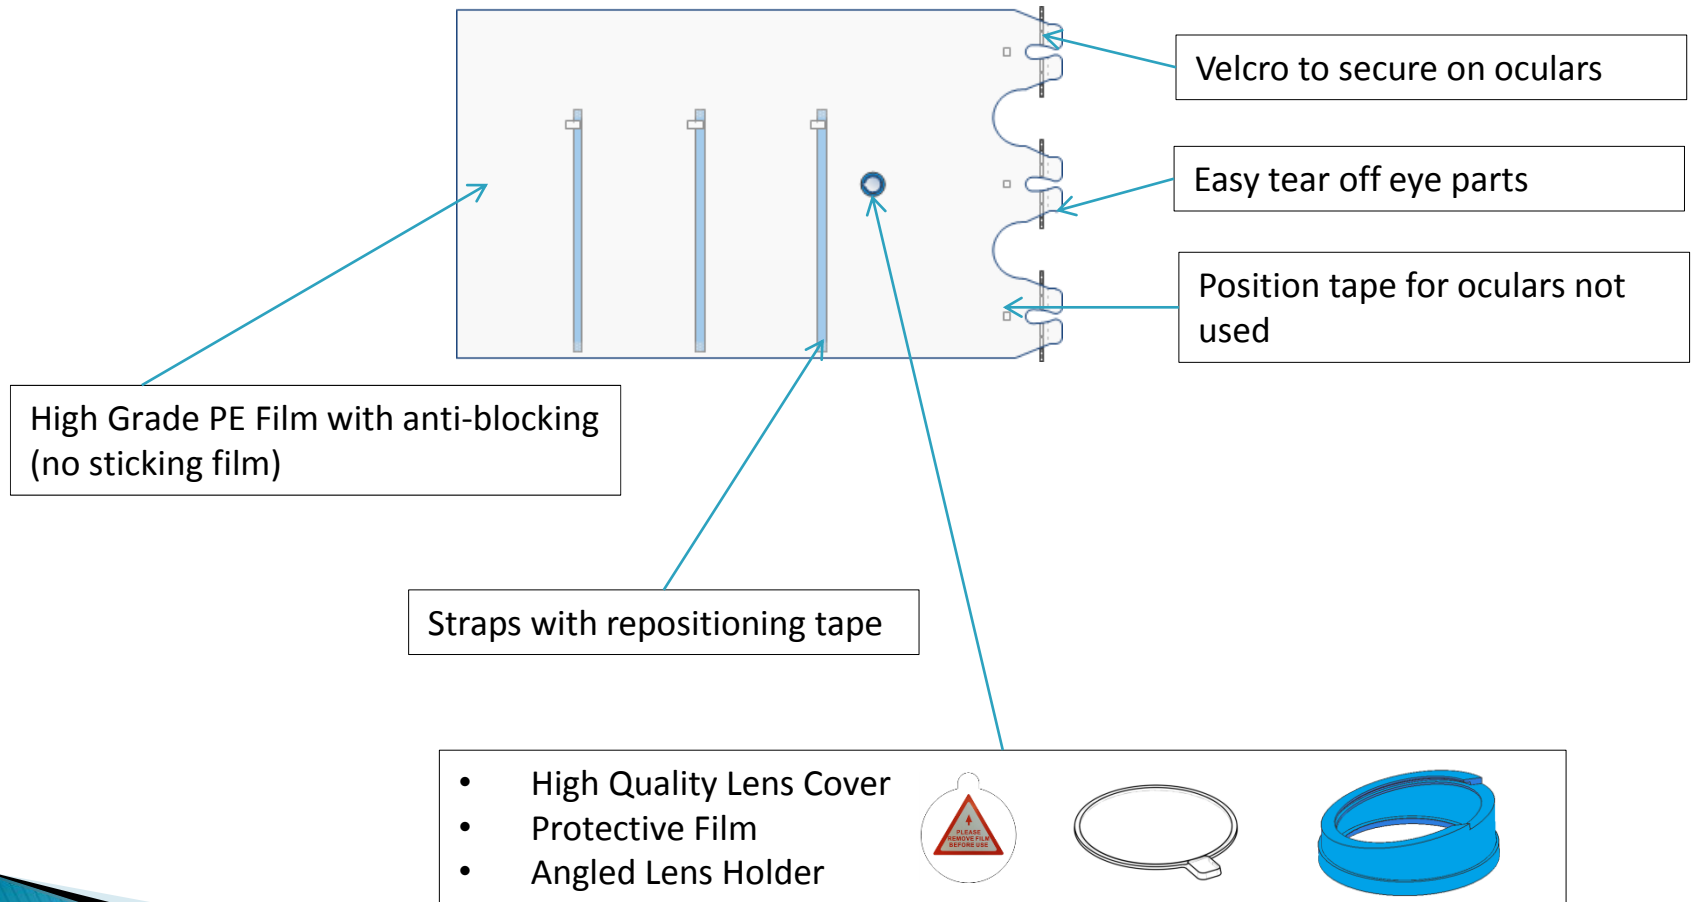 Velcro to secure on oculars
Easy tear off eye parts
Position tape for oculars not
used
High Grade PE Film with anti-blocking
(no sticking film)
Straps with repositioning tape
• High Quality Lens Cover
• Protective Film
• Angled Lens Holder
PLEASE
REMOVE FILM
BEFORE USE